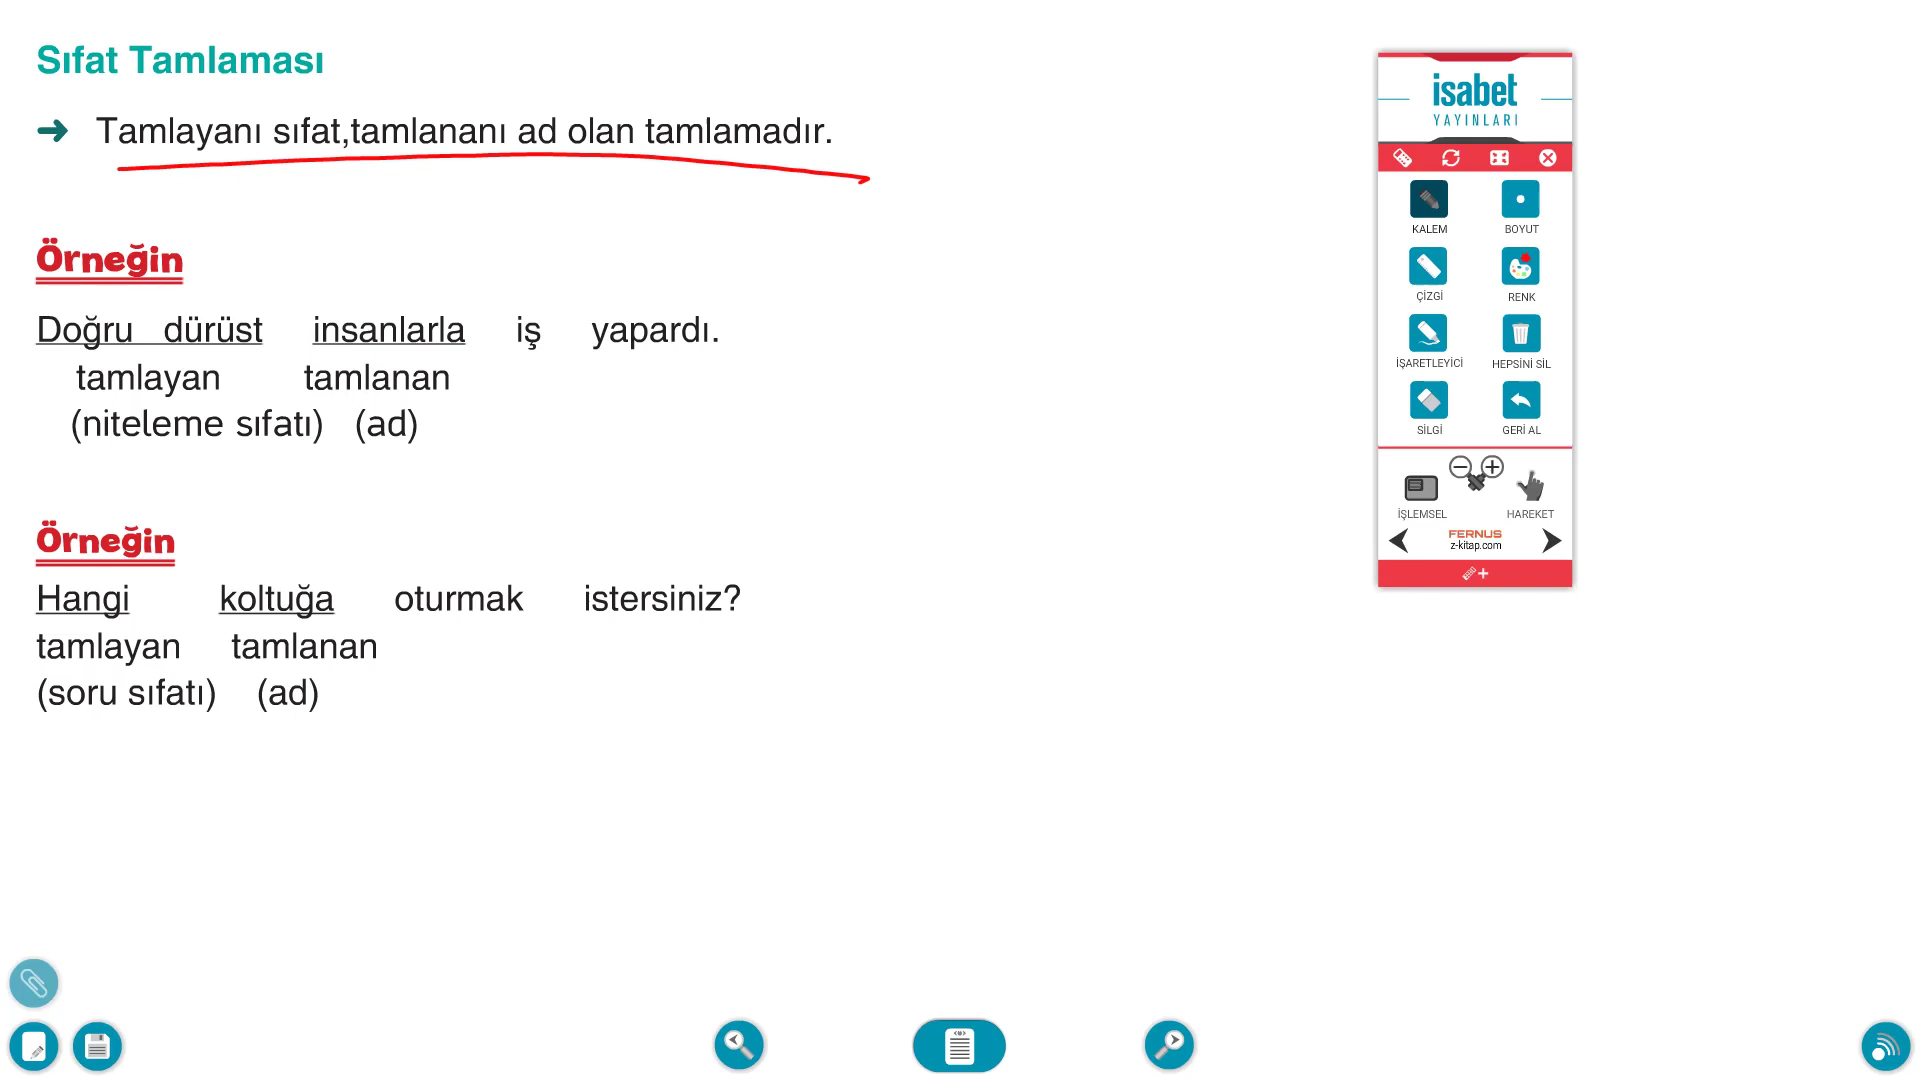 Sıfat Tamlaması
➜ Tamlayanı sıfat,tamlananı ad olan tamlamadır.
Örneğin
Doğru dürüst insanlarla iş yapardı.
tamlayan tamlanan
(niteleme sıfatı) (ad)
Örneğin
Hangi koltuğa oturmak istersiniz?
tamlayan tamlanan
(soru sıfatı) (ad)
isabet
YAYINLARI
KALEM BOYUT
ÇİZGİ RENK
İŞARETLEYİCİ HEPSİNİ SİL
SİLGİ GERİ AL
İŞLEMSEL HAREKET
FERNUS
z-kitap.com